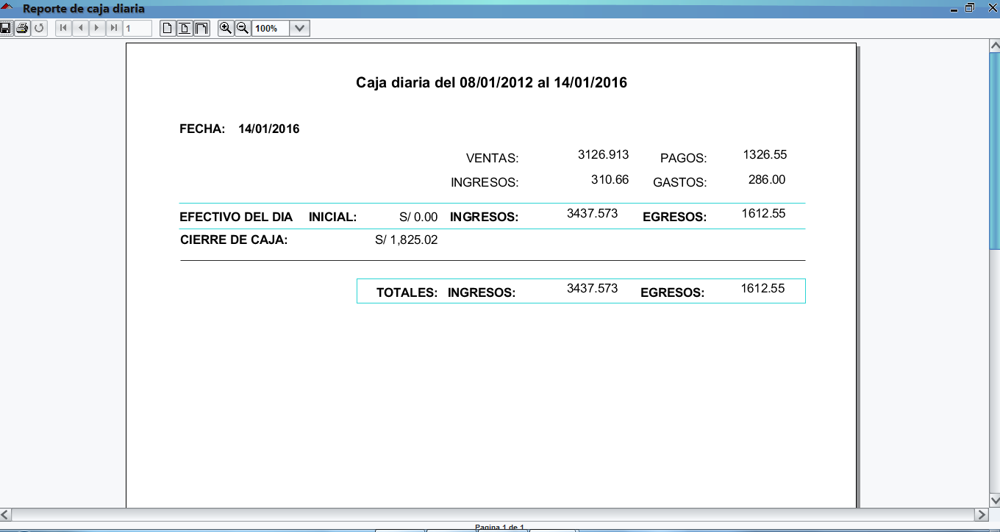 Reporte de caja diaria
1
100%
Caja diaria del 08/01/2012 al 14/01/2016
FECHA: 14/01/2016
VENTAS: 3126.913 PAGOS: 1326.55
INGRESOS: 310.66 GASTOS: 286.00
EFECTIVO DEL DIA INICIAL: S/ 0.00 INGRESOS: 3437.573 EGRESOS: 1612.55
CIERRE DE CAJA: S/ 1,825.02
TOTALES: INGRESOS: 3437.573 EGRESOS: 1612.55
Pagina 1 de 1